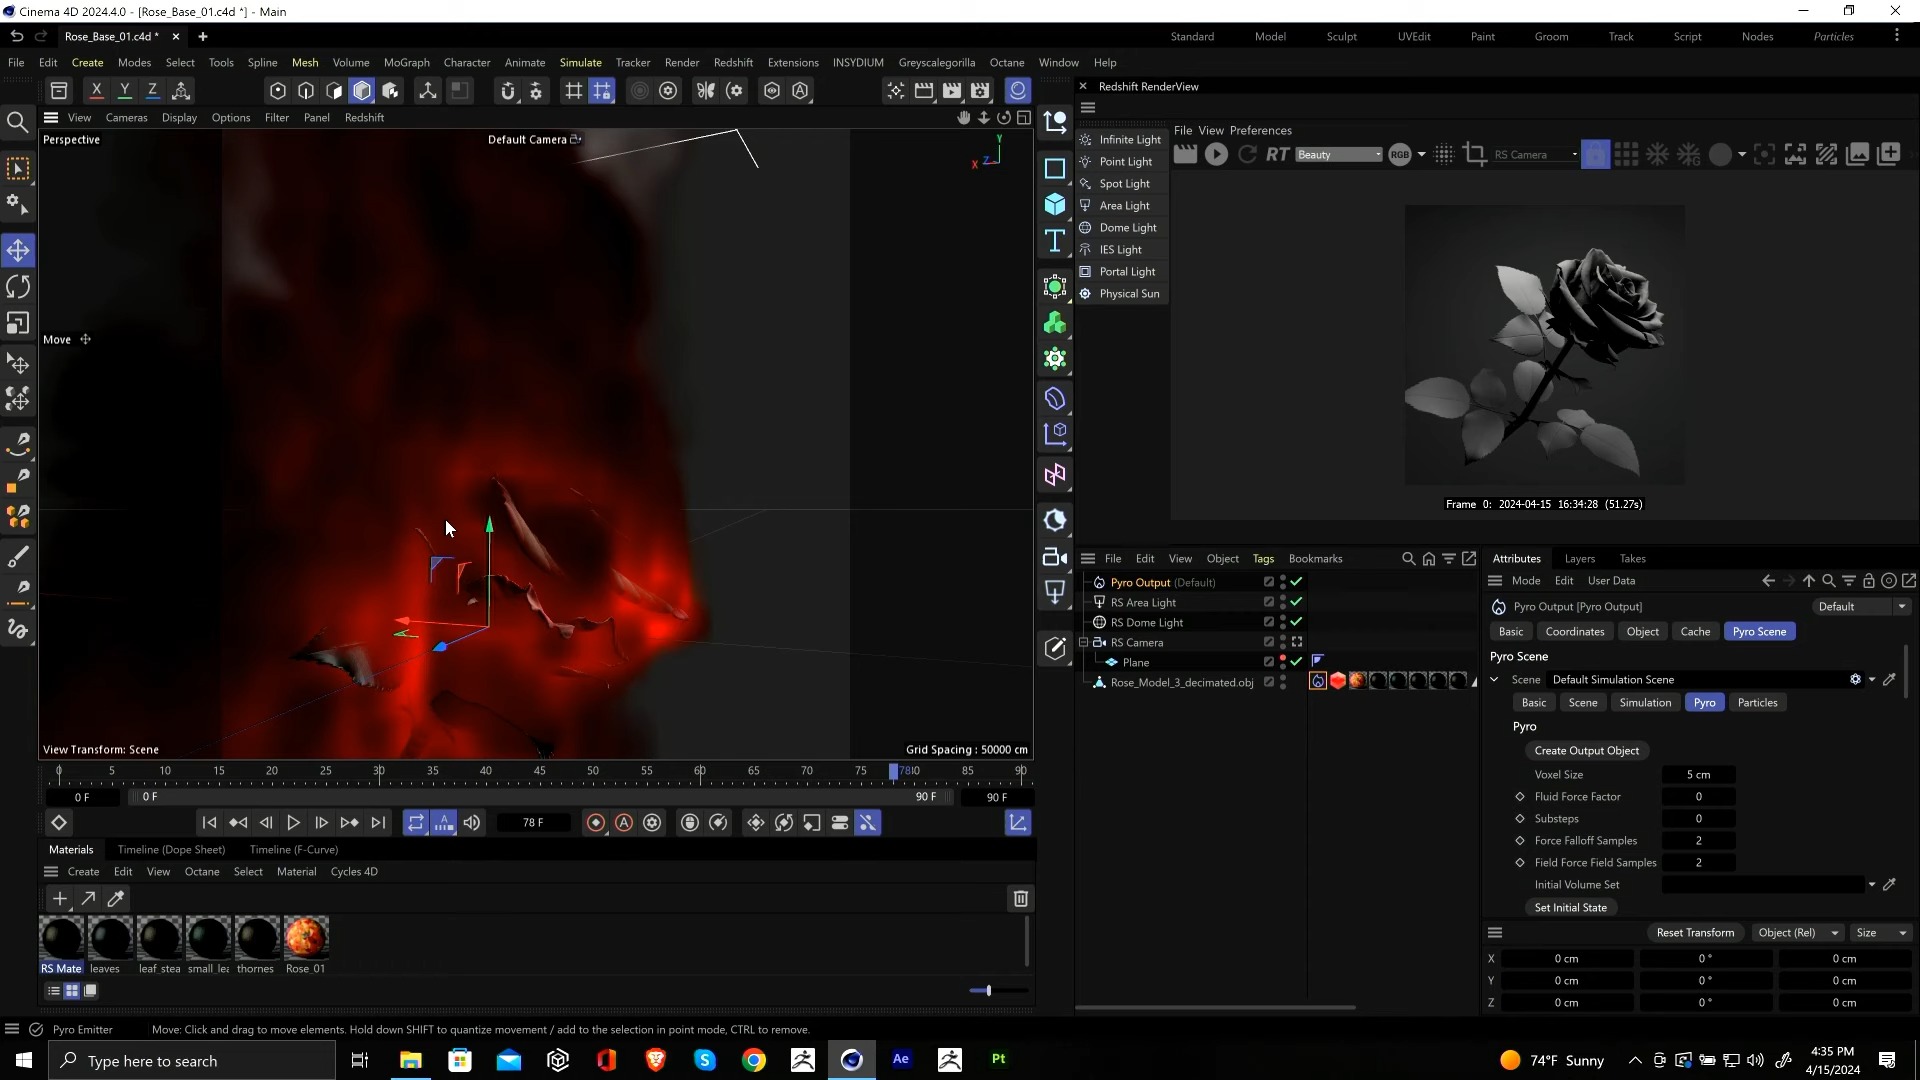 Cinema 4D 2024.4.0 - [Rose_Base_01.c4d *] - Main
Rose_Base_01.c4d *
Standard Model Sculpt UVEdit Paint Groom Track Script Nodes Particles
File Edit Create Modes Select Tools Spline Mesh Volume MoGraph Character Animate Simulate Tracker Render Redshift Extensions INSYDIUM Greyscalegorilla Octane Window Help
X Y Z
View Cameras Display Options Filter Panel Redshift
Perspective
Default Camera
Y
X Z
Move
View Transform: Scene
Grid Spacing : 50000 cm
Redshift RenderView
File View Preferences
RT Beauty RGB RS Camera
Infinite Light
Point Light
Spot Light
Area Light
Dome Light
IES Light
Portal Light
Physical Sun
Frame 0: 2024-04-15 16:34:28 (51.27s)
File Edit View Object Tags Bookmarks
Pyro Output (Default)
RS Area Light
RS Dome Light
RS Camera
Plane
Rose_Model_3_decimated.obj
Attributes Layers Takes
Mode Edit User Data
Pyro Output [Pyro Output]
Default
Basic Coordinates Object Cache Pyro Scene
Pyro Scene
Scene Default Simulation Scene
Basic Scene Simulation Pyro Particles
Pyro
Create Output Object
Voxel Size 5 cm
Fluid Force Factor 0
Substeps 0
Force Falloff Samples 2
Field Force Field Samples 2
Initial Volume Set
Set Initial State
Reset Transform Object (Rel) Size
X 0 cm 0 ° 0 cm
Y 0 cm 0 ° 0 cm
Z 0 cm 0 ° 0 cm
0 5 10 15 20 25 30 35 40 45 50 55 60 65 70 75 78 80 85 90
0 F 0 F 90 F 90 F
78 F
Materials Timeline (Dope Sheet) Timeline (F-Curve)
Create Edit View Octane Select Material Cycles 4D
RS Mate leaves leaf_stea small_lea thornes Rose_01
Pyro Emitter Move: Click and drag to move elements. Hold down SHIFT to quantize movement / add to the selection in point mode, CTRL to remove.
Type here to search
Ae Pt
74°F Sunny
4:35 PM
4/15/2024